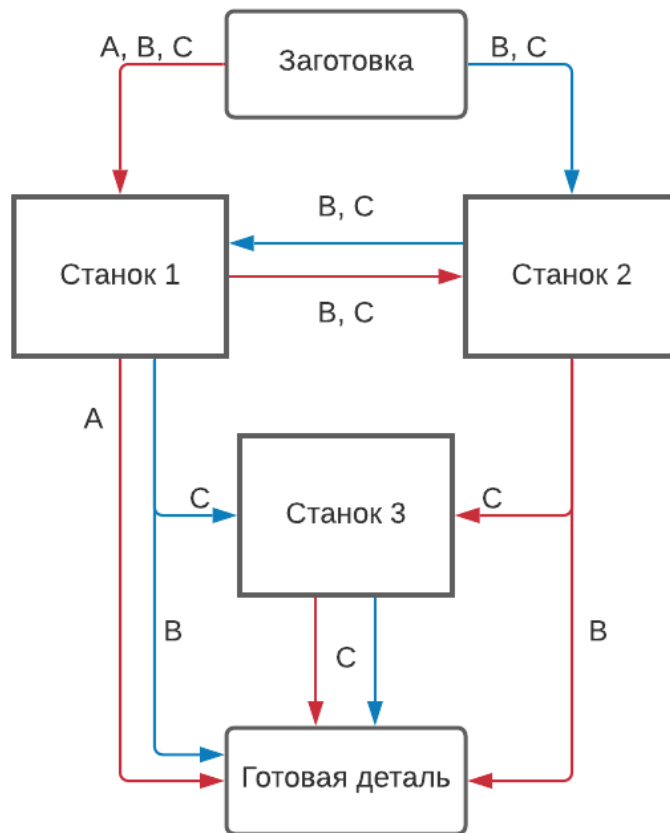 A, B, C
Заготовка
B, C
B, C
Станок 1
Станок 2
B, C
A
C
Станок 3
C
B
C
B
Готовая деталь